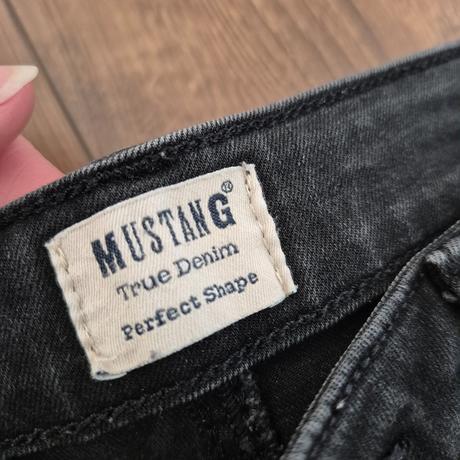 MUSTANG®
True Denim
Perfect Shape